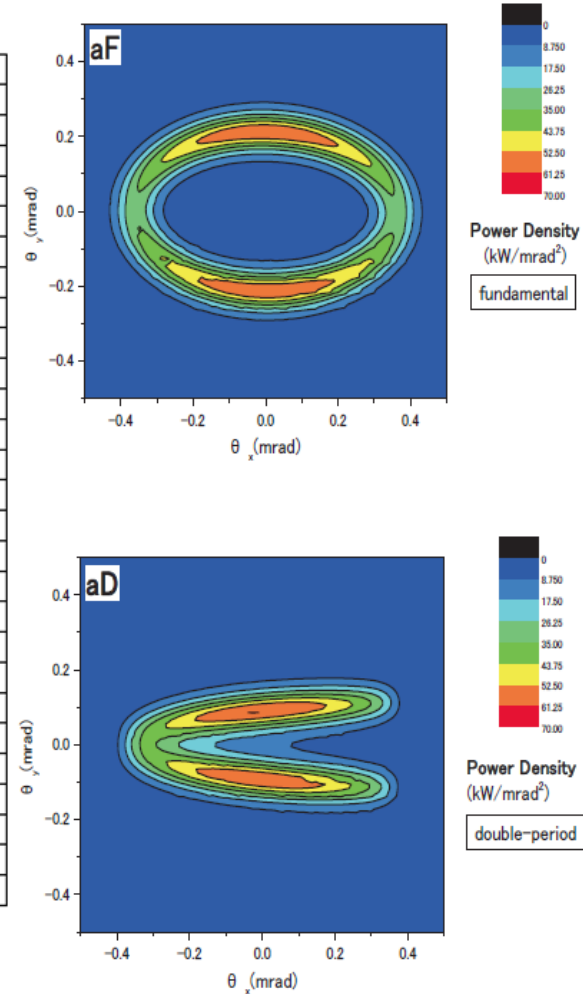 aF
0.4
0.2
0.0
−0.2
−0.4
θ y(mrad)
−0.4 −0.2 0.0 0.2 0.4
θ x(mrad)
0
8.750
17.50
26.25
35.00
43.75
52.50
61.25
70.00
Power Density
(kW/mrad2)
fundamental
aD
0.4
0.2
0.0
−0.2
−0.4
θ y(mrad)
−0.4 −0.2 0.0 0.2 0.4
θ x(mrad)
0
8.750
17.50
26.25
35.00
43.75
52.50
61.25
70.00
Power Density
(kW/mrad2)
double-period